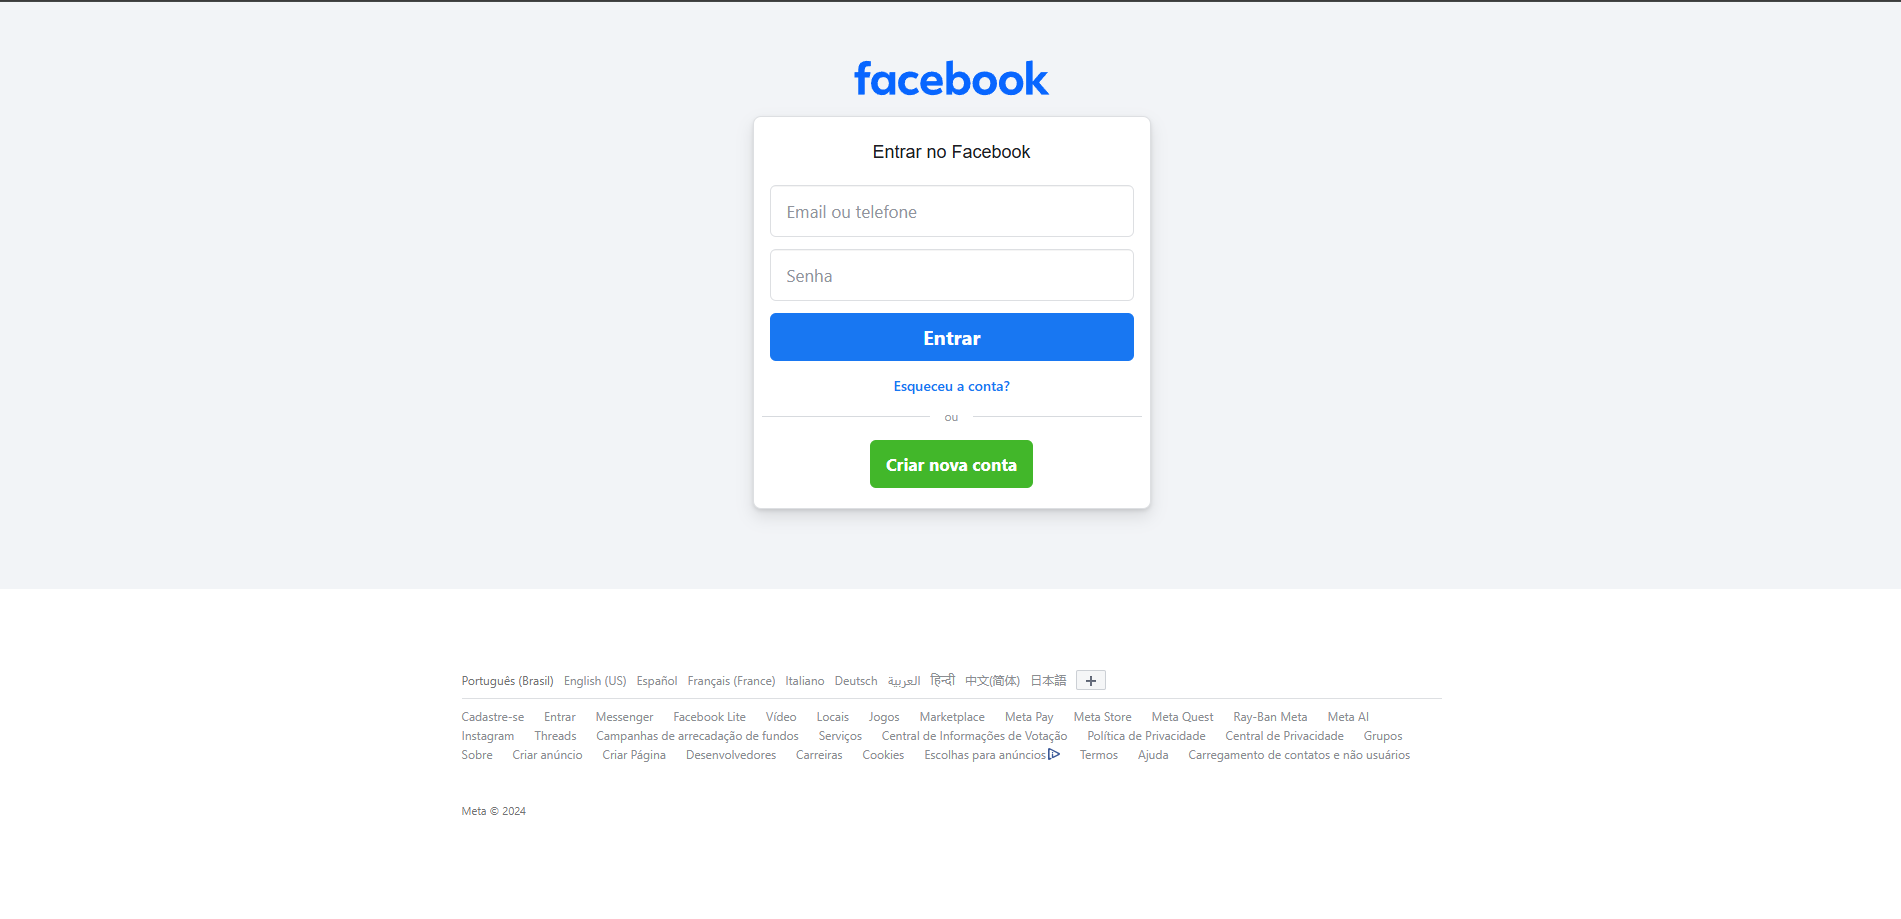 facebook
Entrar no Facebook
Email ou telefone
Senha
Entrar
Esqueceu a conta?
ou
Criar nova conta
Português (Brasil) English (US) Español Français (France) Italiano Deutsch العربية हिन्दी 中文(简体) 日本語 +
Cadastre-se Entrar Messenger Facebook Lite Vídeo Locais Jogos Marketplace Meta Pay Meta Store Meta Quest Ray-Ban Meta Meta AI
Instagram Threads Campanhas de arrecadação de fundos Serviços Central de Informações de Votação Política de Privacidade Central de Privacidade Grupos
Sobre Criar anúncio Criar Página Desenvolvedores Carreiras Cookies Escolhas para anúncios Termos Ajuda Carregamento de contatos e não usuários
Meta © 2024